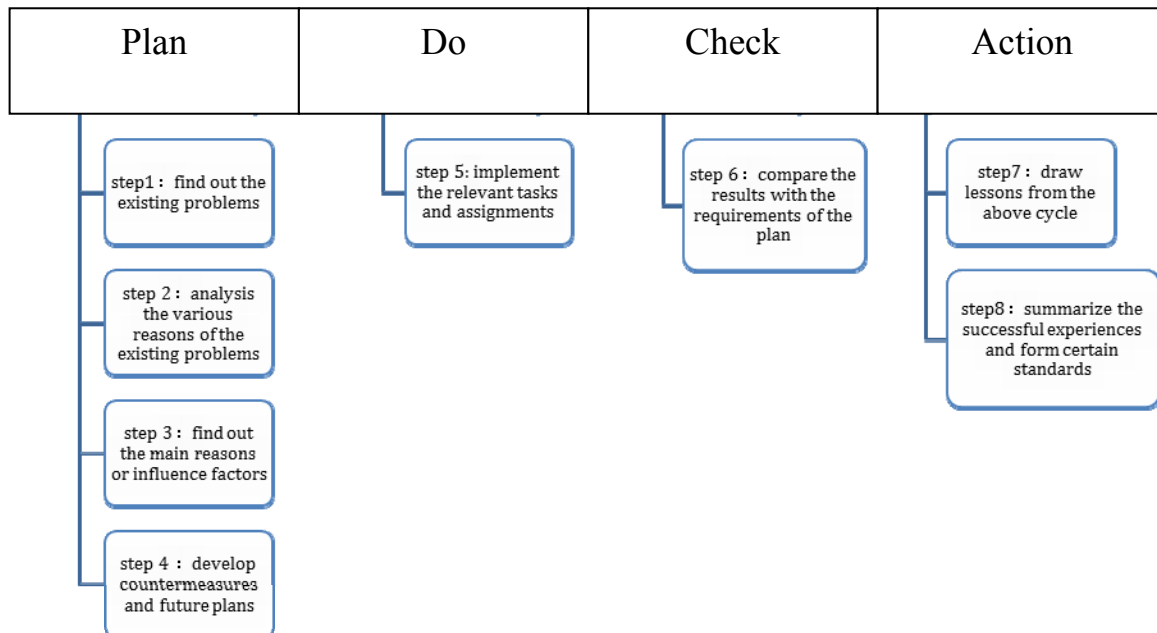 Plan
Do
Check
Action
step1： find out the
existing problems
step 2： analysis
the various
reasons of the
existing problems
step 3： find out
the main reasons
or influence factors
step 4： develop
countermeasures
and future plans
step 5: implement
the relevant tasks
and assignments
step 6： compare the
results with the
requirements of the
plan
step7： draw
lessons from the
above cycle
step8： summarize the
successful experiences
and form certain
standards